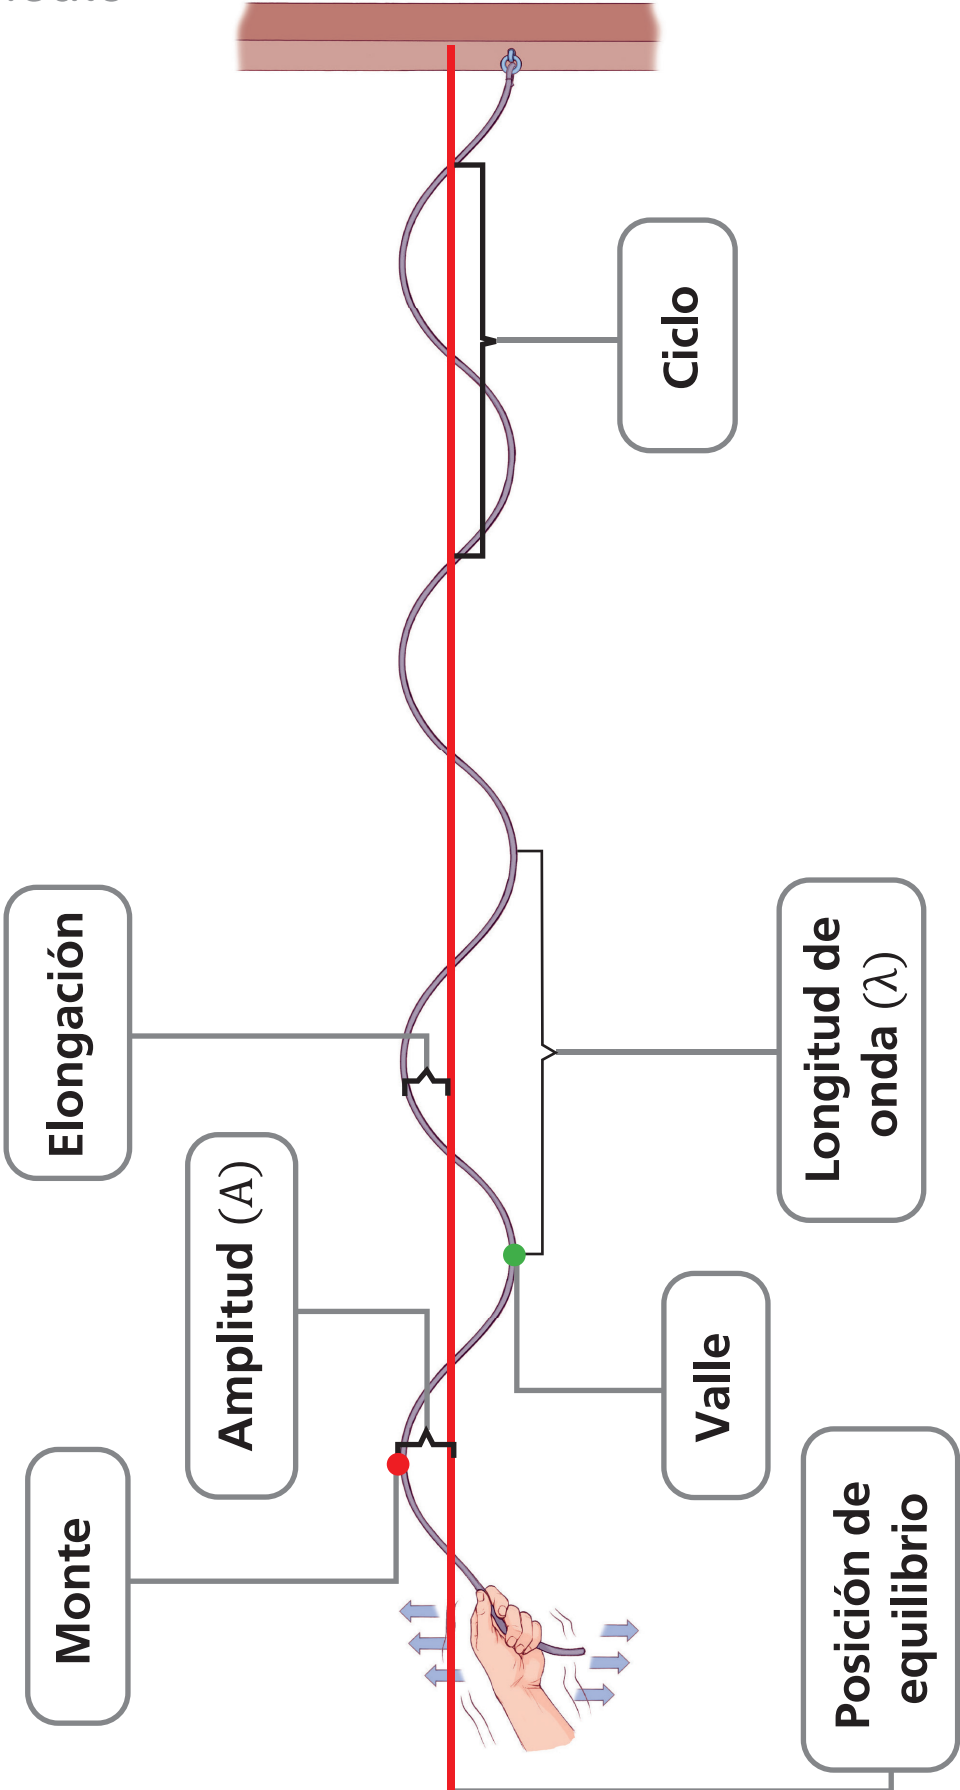 Monte
Amplitud (A)
Elongación
Posición de
equilibrio
Valle
Longitud de
onda (λ)
Ciclo